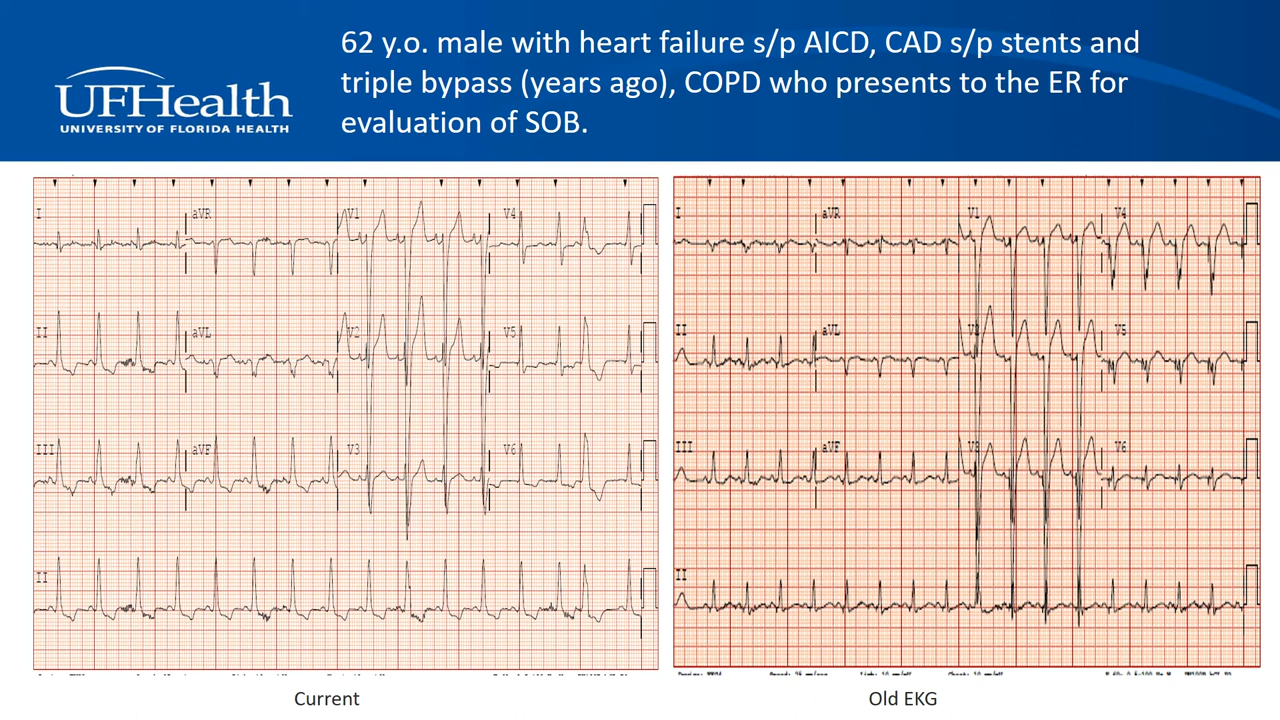 62 y.o. male with heart failure s/p AICD, CAD s/p stents and
triple bypass (years ago), COPD who presents to the ER for
evaluation of SOB.
UFHealth
UNIVERSITY OF FLORIDA HEALTH
I aVR V1 V4
II aVL V2 V5
III aVF V3 V6
II
I aVR V1 V4
II aVL V2 V5
III aVF V3 V6
II
Current
Old EKG